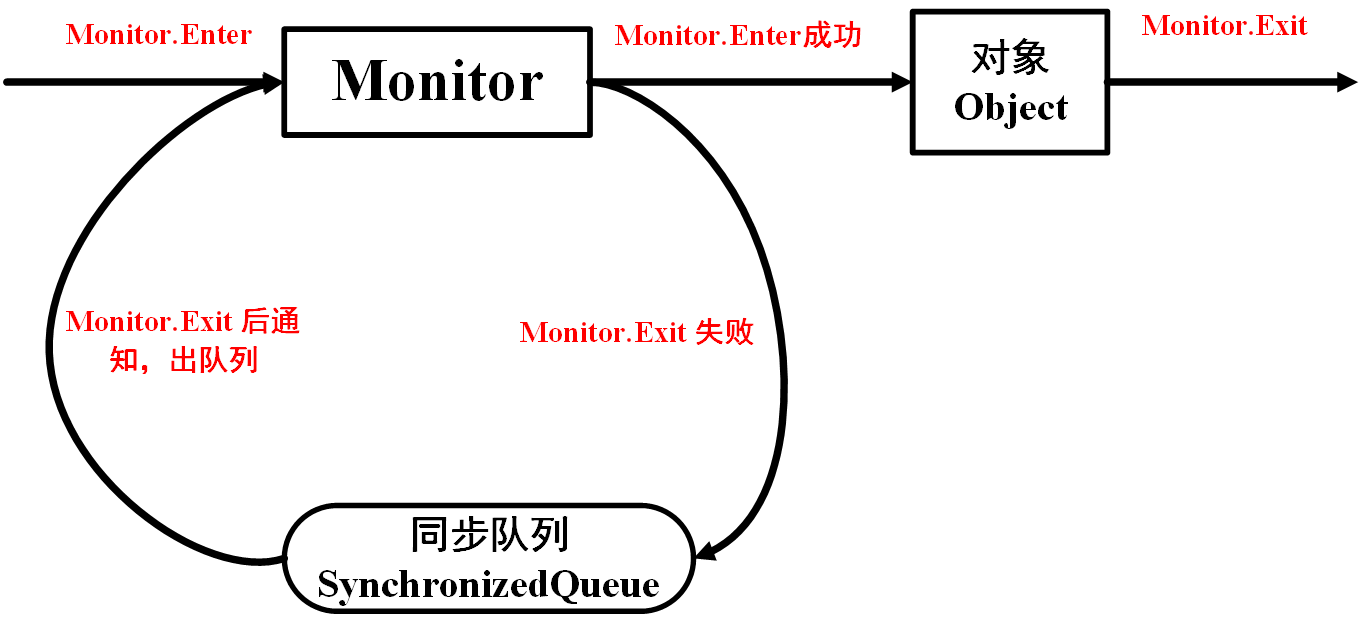 Monitor.Enter
Monitor
Monitor.Enter成功
对象
Object
Monitor.Exit
Monitor.Exit 后通
知，出队列
Monitor.Exit 失败
同步队列
SynchronizedQueue